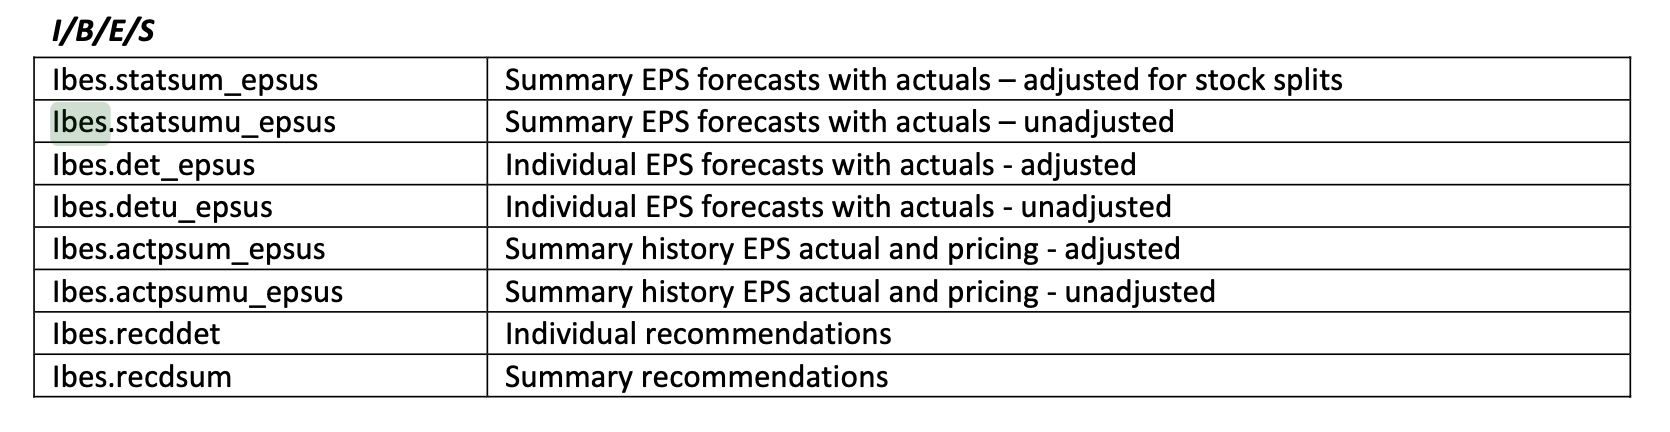 I/B/E/S
Ibes.statsum_epsus Summary EPS forecasts with actuals – adjusted for stock splits
Ibes.statsumu_epsus Summary EPS forecasts with actuals – unadjusted
Ibes.det_epsus Individual EPS forecasts with actuals - adjusted
Ibes.detu_epsus Individual EPS forecasts with actuals - unadjusted
Ibes.actpsum_epsus Summary history EPS actual and pricing - adjusted
Ibes.actpsumu_epsus Summary history EPS actual and pricing - unadjusted
Ibes.recddet Individual recommendations
Ibes.recdsum Summary recommendations